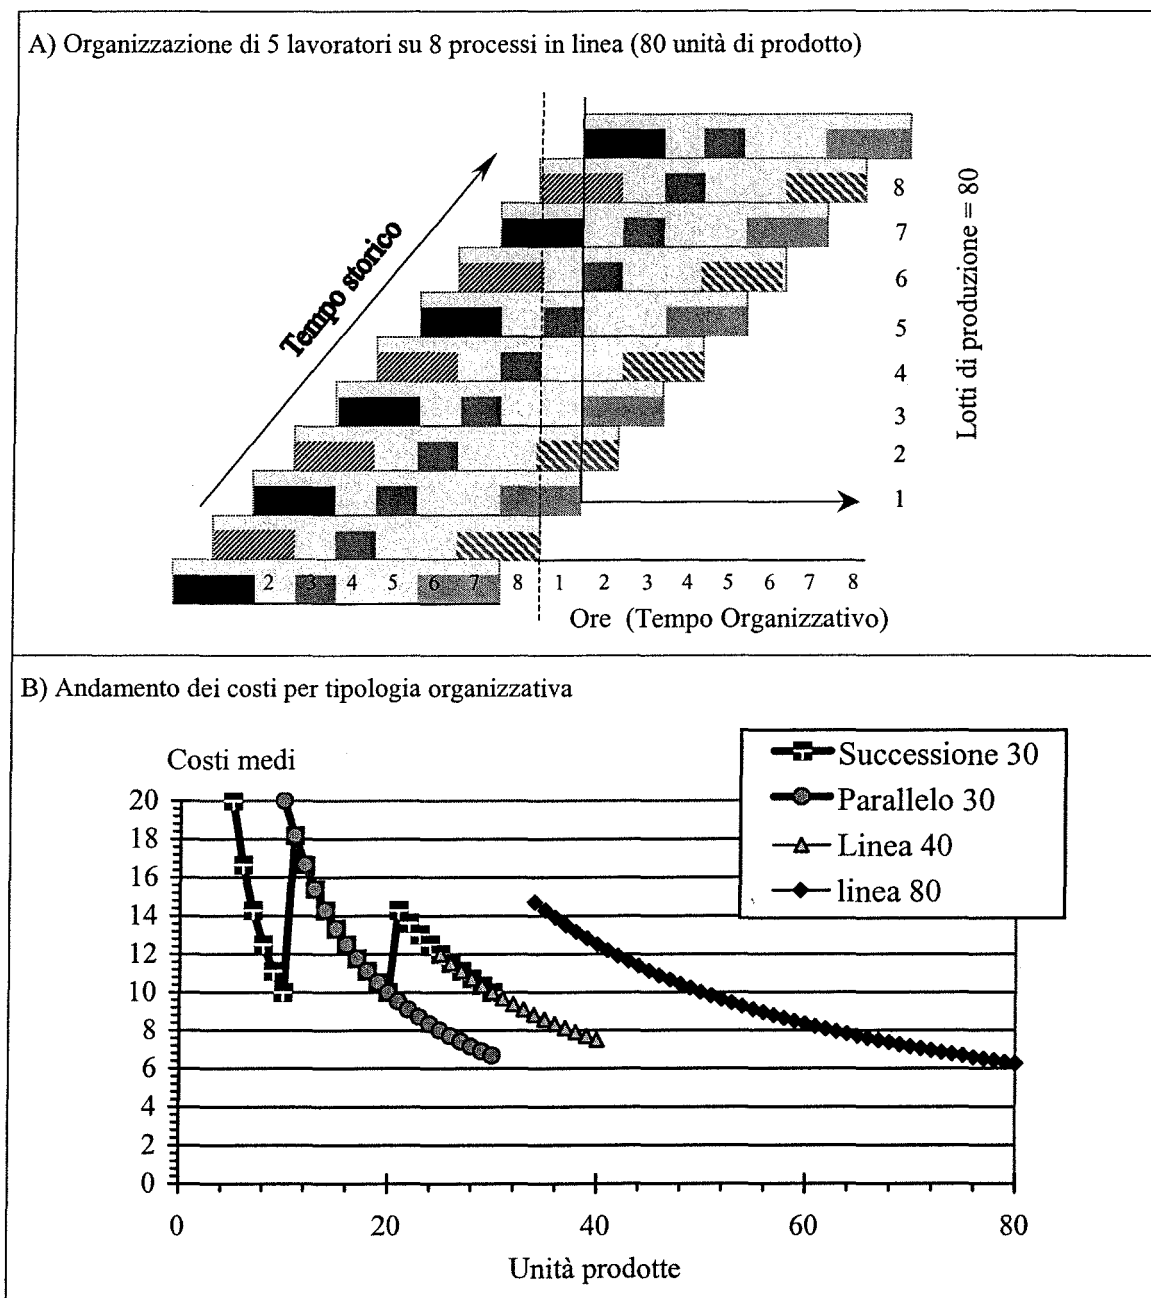 A) Organizzazione di 5 lavoratori su 8 processi in linea (80 unità di prodotto)
Tempo storico
8
7
6
5
4
3
2
1
Lotti di produzione = 80
2 3 4 5 6 7 8 1 2 3 4 5 6 7 8
Ore (Tempo Organizzativo)
B) Andamento dei costi per tipologia organizzativa
Costi medi
Successione 30
Parallelo 30
Linea 40
linea 80
20
18
16
14
12
10
8
6
4
2
0
0 20 40 60 80
Unità prodotte